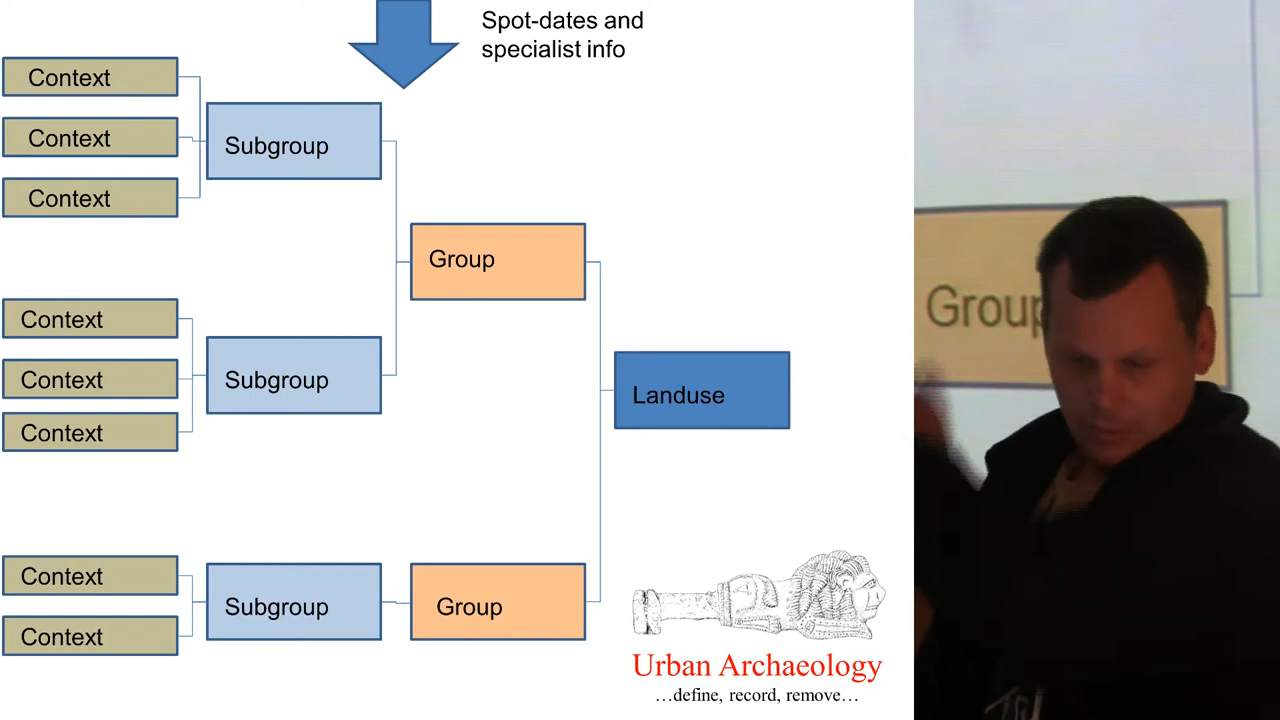 Spot-dates and
specialist info
Context
Context
Context
Subgroup
Group
Context
Context
Context
Subgroup
Landuse
Context
Context
Subgroup
Group
Urban Archaeology
…define, record, remove…
Group